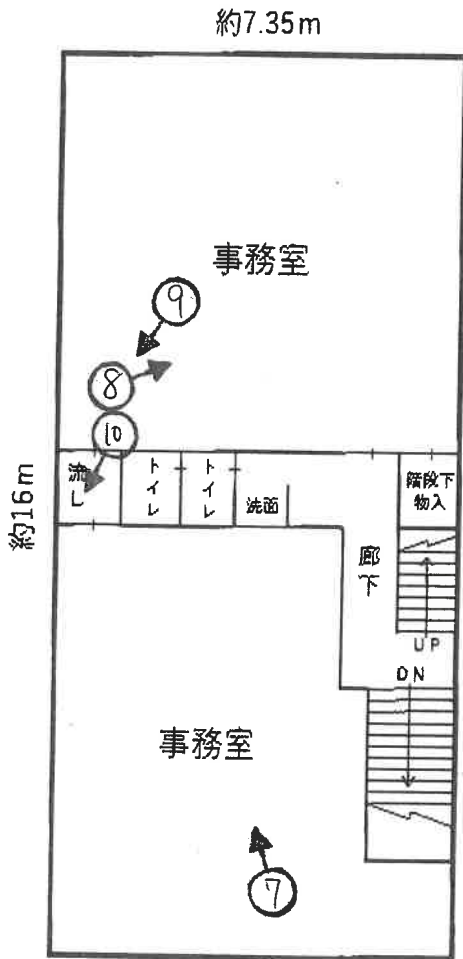 約7.35m
事務室
⑨
⑧
⑩
約16m
流し
トイレ
トイレ
洗面
階段下
物入
廊下
UP
DN
事務室
⑦